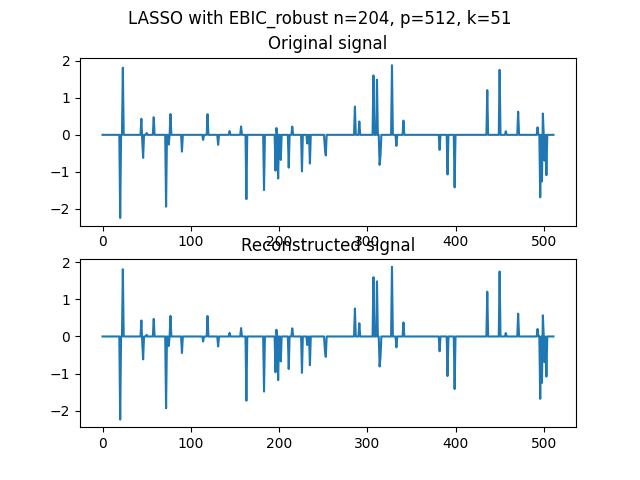 LASSO with EBIC_robust n=204, p=512, k=51
Original signal
2
1
0
−1
−2
0 100 200 300 400 500
Reconstructed signal
2
1
0
−1
−2
0 100 200 300 400 500